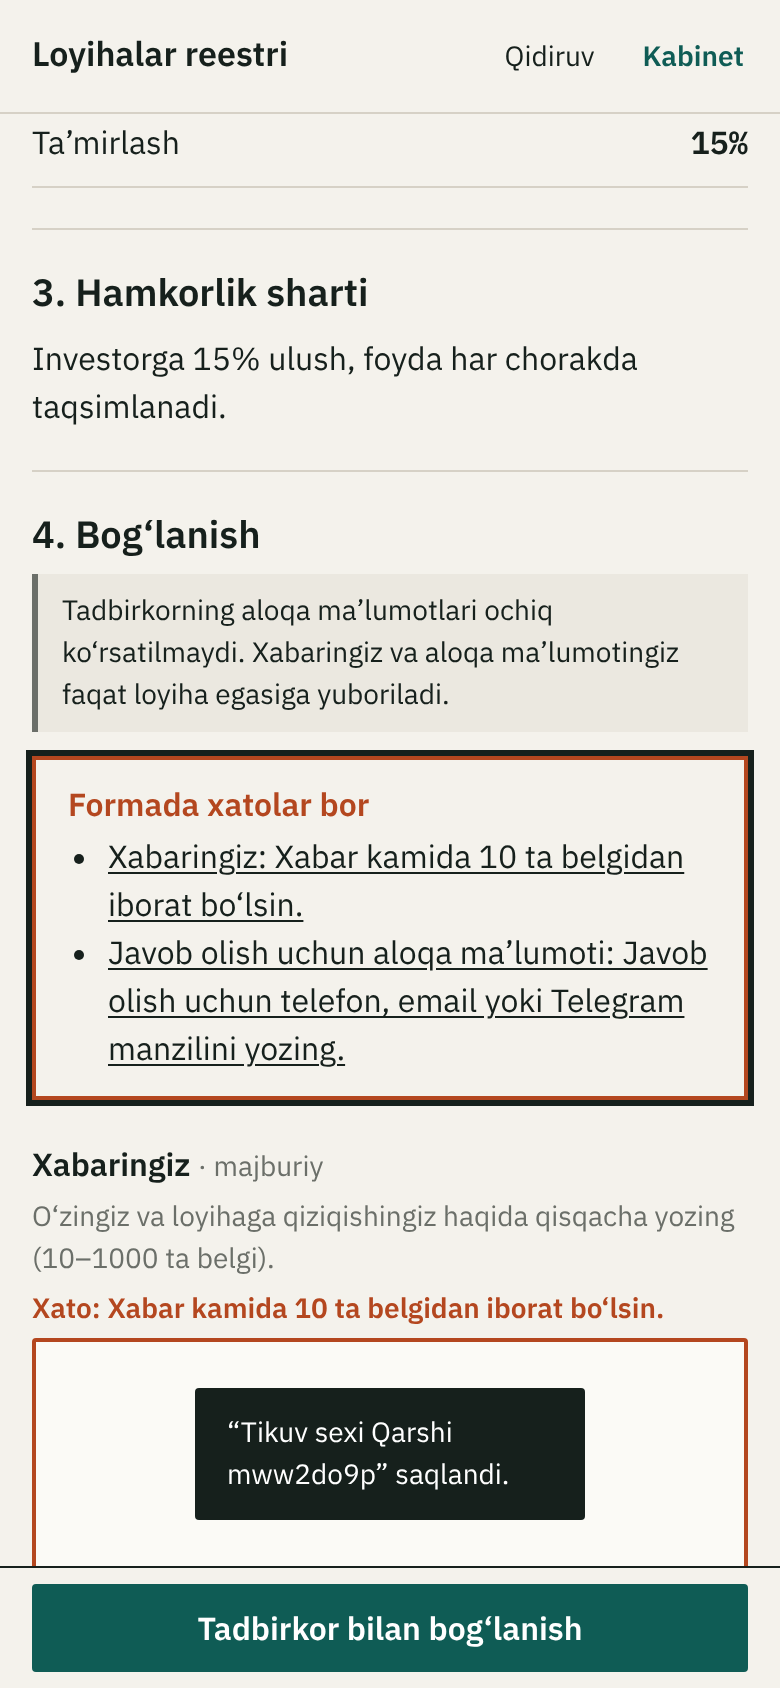 Loyihalar reestri
Qidiruv
Kabinet
Ta’mirlash
15%
3. Hamkorlik sharti
Investorga 15% ulush, foyda har chorakda
taqsimlanadi.
4. Bog‘lanish
Tadbirkorning aloqa ma’lumotlari ochiq
ko‘rsatilmaydi. Xabaringiz va aloqa ma’lumotingiz
faqat loyiha egasiga yuboriladi.
Formada xatolar bor
• Xabaringiz: Xabar kamida 10 ta belgidan
iborat bo‘lsin.
• Javob olish uchun aloqa ma’lumoti: Javob
olish uchun telefon, email yoki Telegram
manzilini yozing.
Xabaringiz · majburiy
O‘zingiz va loyihaga qiziqishingiz haqida qisqacha yozing
(10–1000 ta belgi).
Xato: Xabar kamida 10 ta belgidan iborat bo‘lsin.
“Tikuv sexi Qarshi
mww2do9p” saqlandi.
Tadbirkor bilan bog‘lanish